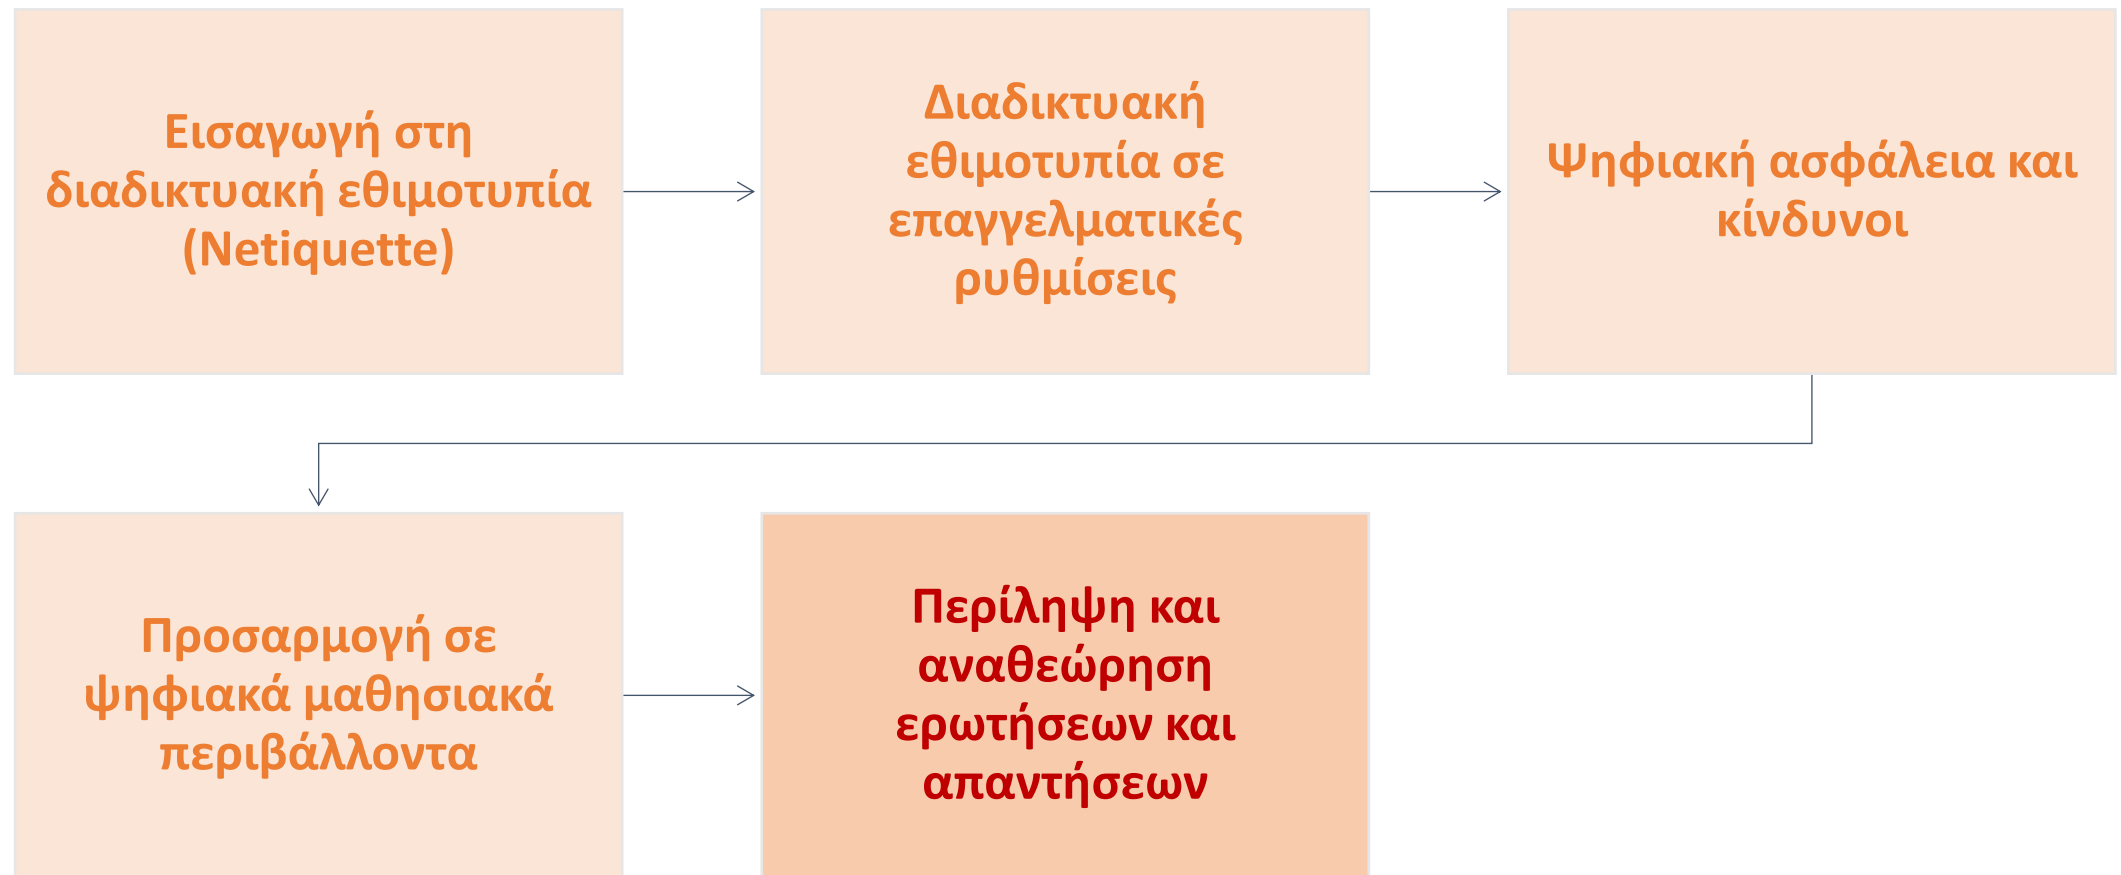 Εισαγωγή στη
διαδικτυακή εθιμοτυπία
(Netiquette)
Διαδικτυακή
εθιμοτυπία σε
επαγγελματικές
ρυθμίσεις
Ψηφιακή ασφάλεια και
κίνδυνοι
Προσαρμογή σε
ψηφιακά μαθησιακά
περιβάλλοντα
Περίληψη και
αναθεώρηση
ερωτήσεων και
απαντήσεων